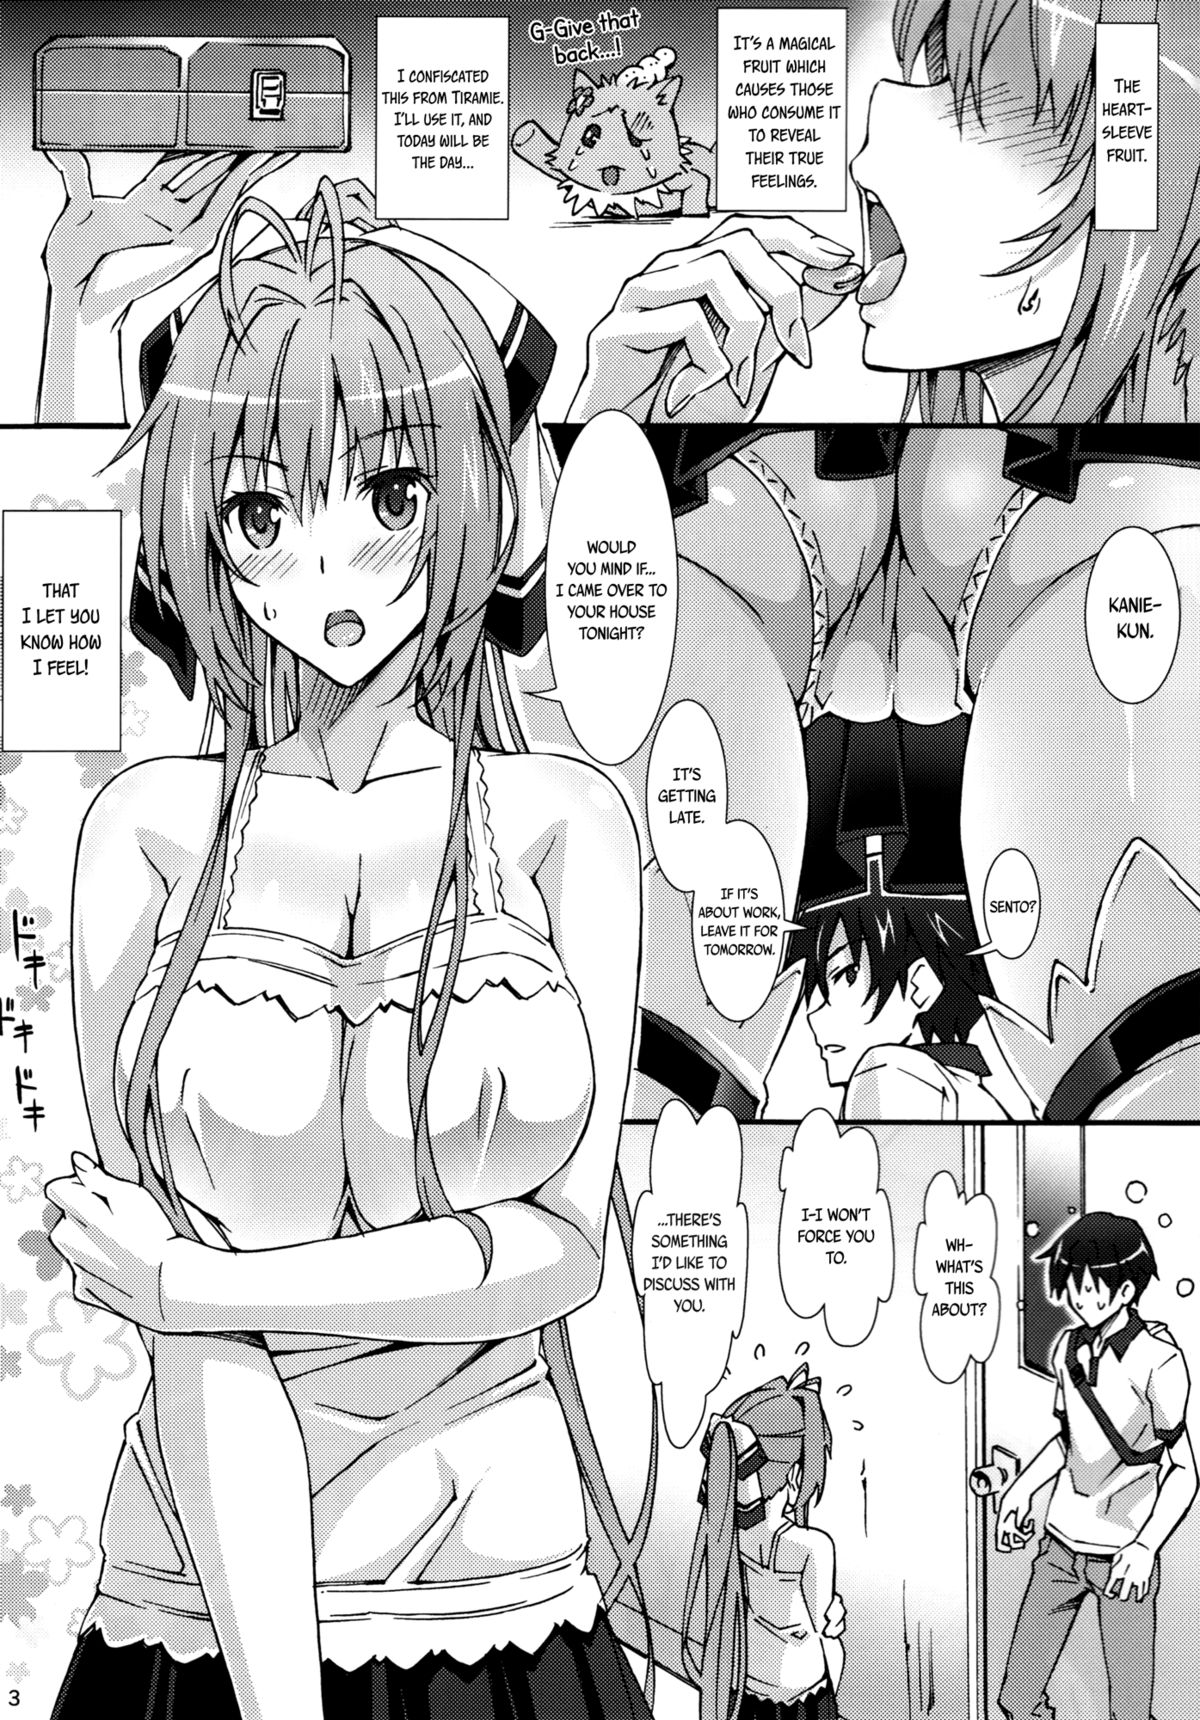 THE
HEART-
SLEEVE
FRUIT.
IT'S A MAGICAL
FRUIT WHICH
CAUSES THOSE
WHO CONSUME IT
TO REVEAL
THEIR TRUE
FEELINGS.
G-Give that
back...!
I CONFISCATED
THIS FROM TIRAMIE.
I'LL USE IT, AND
TODAY WILL BE
THE DAY...
KANIE-
KUN.
SENTO?
WOULD
YOU MIND IF...
I CAME OVER TO
YOUR HOUSE
TONIGHT?
IT'S
GETTING
LATE.
IF IT'S
ABOUT WORK,
LEAVE IT FOR
TOMORROW.
THAT
I LET YOU
KNOW HOW
I FEEL!
ドキ
ドキ
ドキ
WH-
WHAT'S
THIS
ABOUT?
I-I WON'T
FORCE YOU
TO.
...THERE'S
SOMETHING
I'D LIKE TO
DISCUSS WITH
YOU.
3